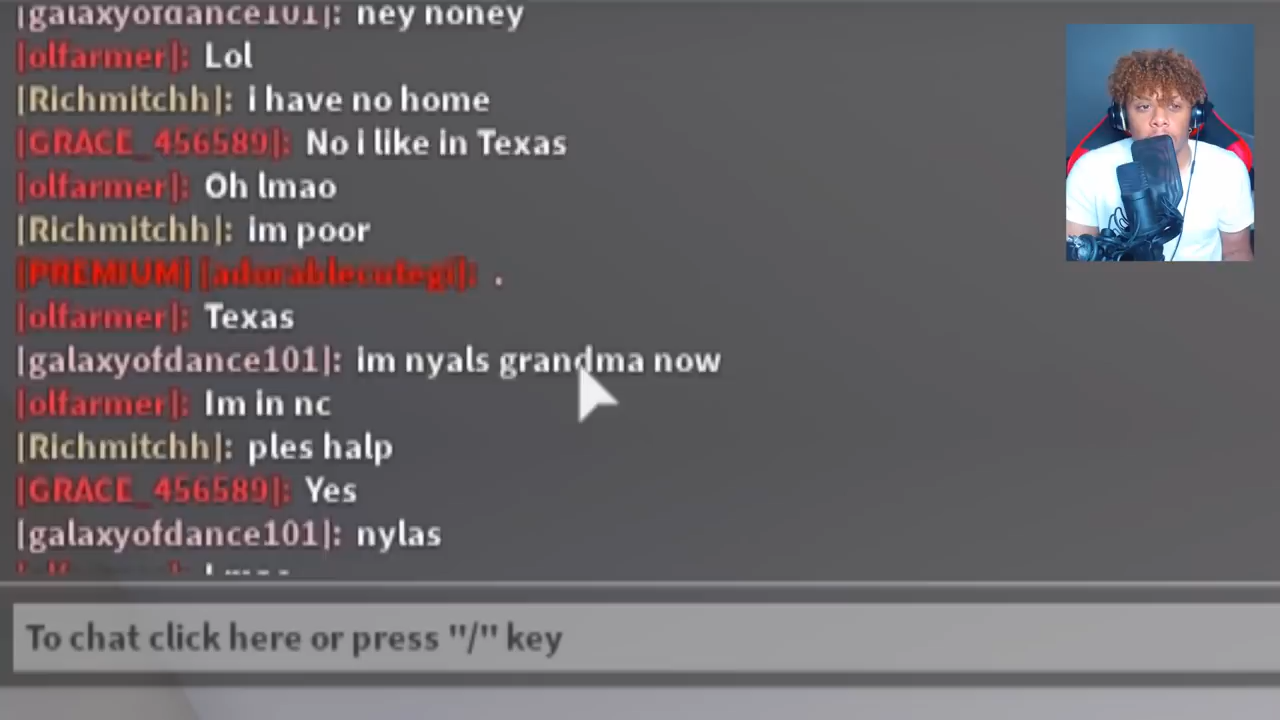 [galaxyofdance101]: hey honey
[olfarmer]: Lol
[Richmitchh]: i have no home
[GRACE_456589]: No i like in Texas
[olfarmer]: Oh lmao
[Richmitchh]: im poor
[PREMIUM] [adorablecutegi]: .
[olfarmer]: Texas
[galaxyofdance101]: im nyals grandma now
[olfarmer]: Im in nc
[Richmitchh]: ples halp
[GRACE_456589]: Yes
[galaxyofdance101]: nylas
To chat click here or press "/" key